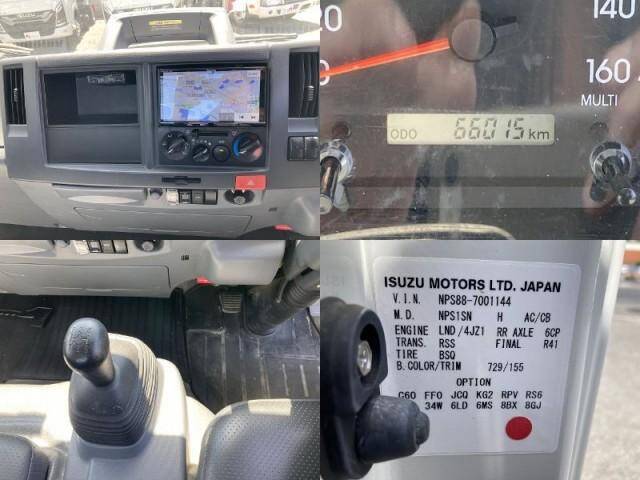 20
140
160
MULTI
ODO 66015 km
ISUZU MOTORS LTD. JAPAN
V.I.N. NPS88-7001144
M.D. NPS1SN H AC/CB
ENGINE LND/4JZ1 RR AXLE 6CP
TRANS. RSS FINAL R41
TIRE BSQ
B.COLOR/TRIM 729/155
OPTION
C60 FF0 JCQ KG2 RPV RS6
34W 6LD 6MS 8BX 8GJ